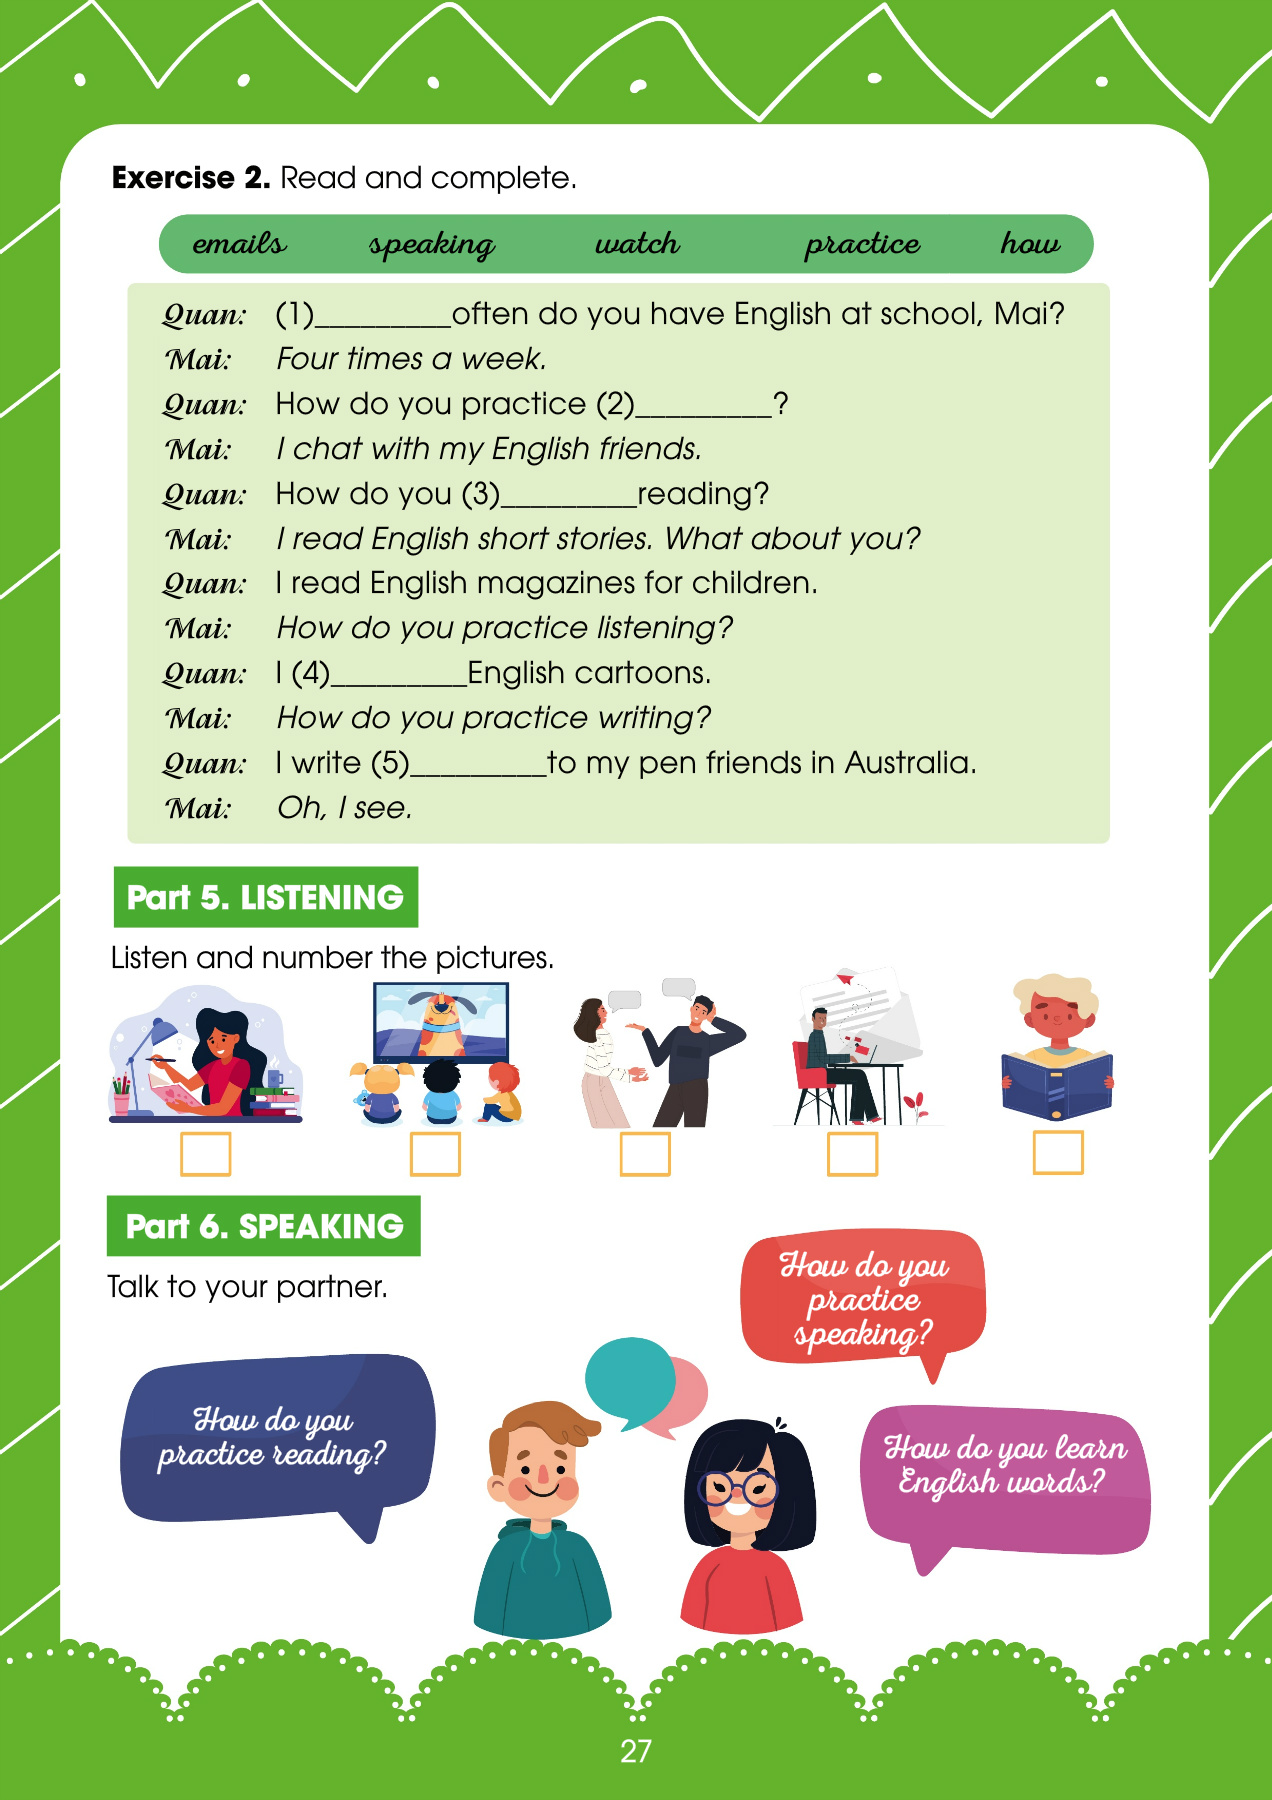 Exercise 2. Read and complete.
emails speaking watch practice how
Quan: (1)_________often do you have English at school, Mai?
Mai: Four times a week.
Quan: How do you practice (2)_________?
Mai: I chat with my English friends.
Quan: How do you (3)_________reading?
Mai: I read English short stories. What about you?
Quan: I read English magazines for children.
Mai: How do you practice listening?
Quan: I (4)_________English cartoons.
Mai: How do you practice writing?
Quan: I write (5)_________to my pen friends in Australia.
Mai: Oh, I see.
Part 5. LISTENING
Listen and number the pictures.
Part 6. SPEAKING
Talk to your partner.
How do you
practice
speaking?
How do you
practice reading?
How do you learn
English words?
27